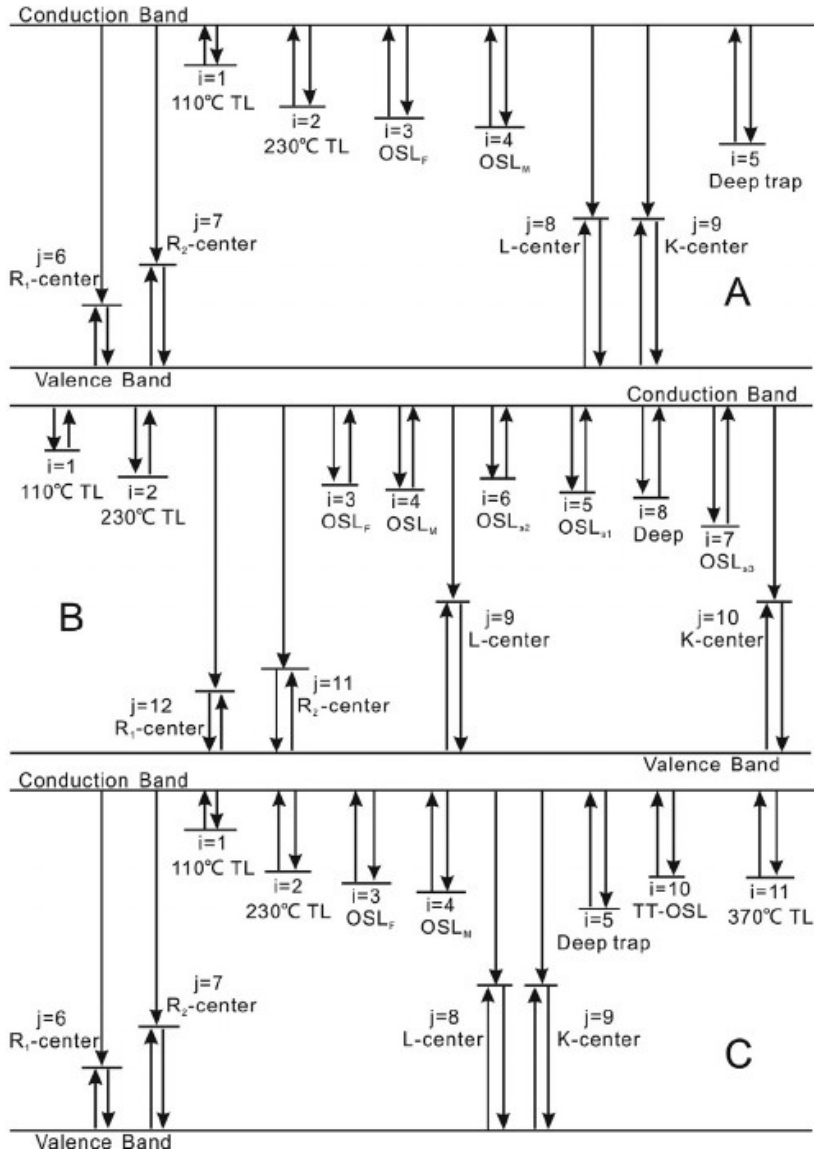 Conduction Band
i=1
110℃ TL
i=2
230℃ TL
i=3
OSL_F
i=4
OSL_M
i=5
Deep trap
j=7
R₂-center
j=6
R₁-center
j=8
L-center
j=9
K-center
A
Valence Band
Conduction Band
i=1
110℃ TL
i=2
230℃ TL
i=3
OSL_F
i=4
OSL_M
i=6
OSL_s2
i=5
OSL_s1
i=8
Deep
i=7
OSL_s3
B
j=9
L-center
j=10
K-center
j=11
R₂-center
j=12
R₁-center
Valence Band
Conduction Band
i=1
110℃ TL
i=2
230℃ TL
i=3
OSL_F
i=4
OSL_M
i=5
Deep trap
i=10
TT-OSL
i=11
370℃ TL
j=7
R₂-center
j=6
R₁-center
j=8
L-center
j=9
K-center
C
Valence Band